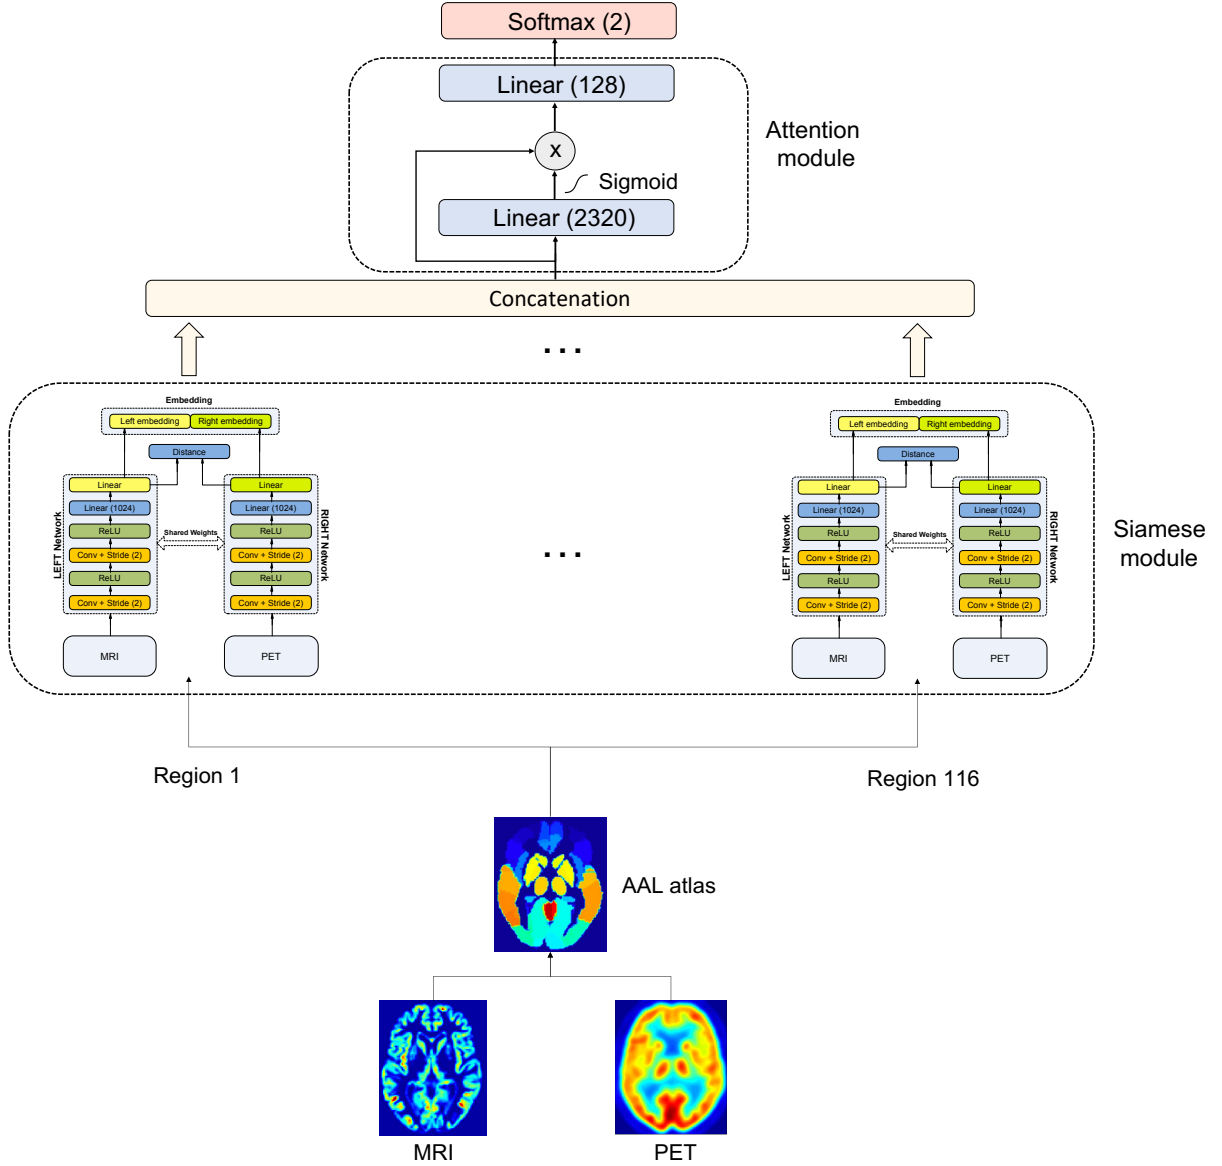 Softmax (2)
Linear (128)
Attention
module
X
Sigmoid
Linear (2320)
Concatenation
...
Embedding
Left embedding Right embedding
Distance
Linear Linear
Linear (1024) Linear (1024)
ReLU ReLU
Shared Weights
Conv + Stride (2) Conv + Stride (2)
ReLU ReLU
Conv + Stride (2) Conv + Stride (2)
LEFT Network
RIGHT Network
MRI PET
...
Embedding
Left embedding Right embedding
Distance
Linear Linear
Linear (1024) Linear (1024)
ReLU ReLU
Shared Weights
Conv + Stride (2) Conv + Stride (2)
ReLU ReLU
Conv + Stride (2) Conv + Stride (2)
LEFT Network
RIGHT Network
MRI PET
Siamese
module
Region 1
Region 116
AAL atlas
MRI
PET